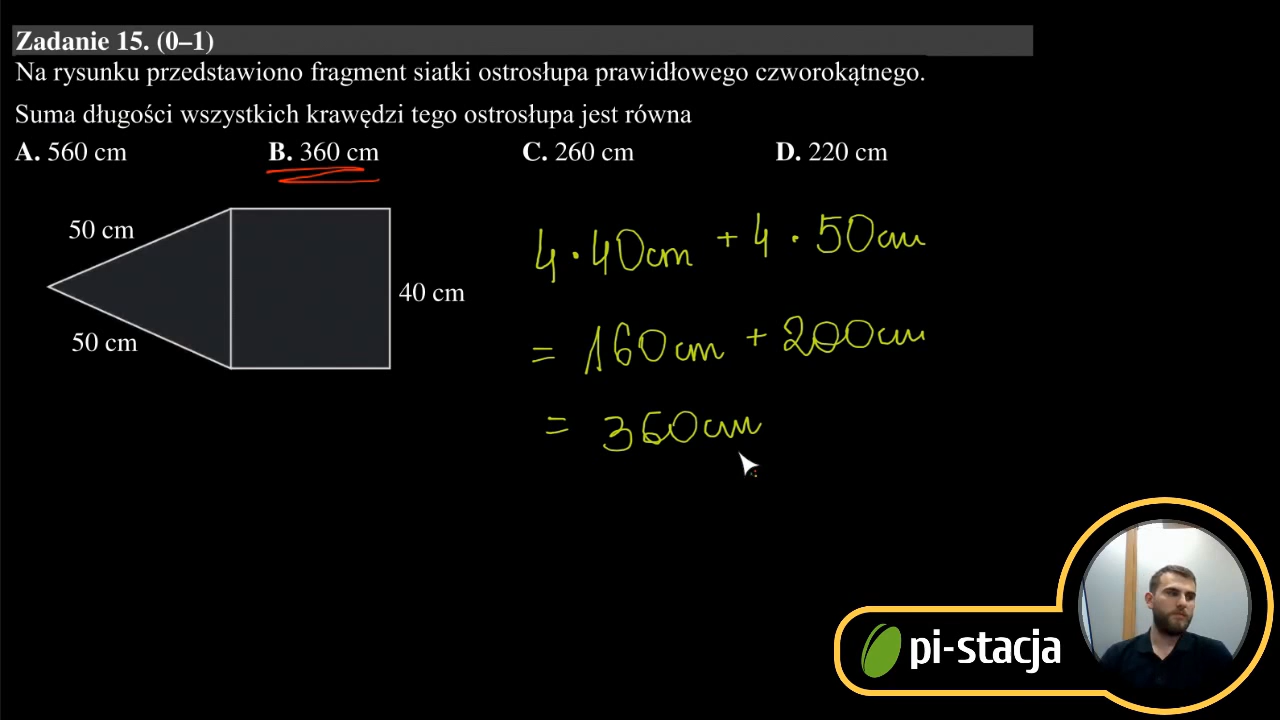 Zadanie 15. (0–1)
Na rysunku przedstawiono fragment siatki ostrosłupa prawidłowego czworokątnego.
Suma długości wszystkich krawędzi tego ostrosłupa jest równa
A. 560 cm B. 360 cm C. 260 cm D. 220 cm
50 cm
40 cm
50 cm
4 · 40cm + 4 · 50cm
= 160cm + 200cm
= 360cm
pi-stacja